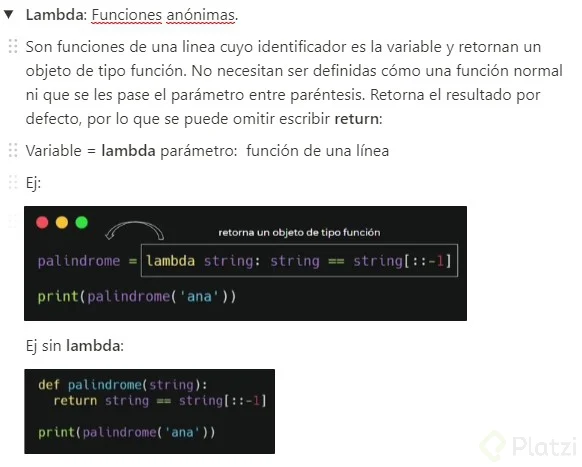 Lambda: Funciones anónimas.
Son funciones de una linea cuyo identificador es la variable y retornan un
objeto de tipo función. No necesitan ser definidas cómo una función normal
ni que se les pase el parámetro entre paréntesis. Retorna el resultado por
defecto, por lo que se puede omitir escribir return:
Variable = lambda parámetro: función de una línea
Ej:
retorna un objeto de tipo función
palindrome = lambda string: string == string[::-1]
print(palindrome('ana'))
Ej sin lambda:
def palindrome(string):
  return string == string[::-1]
print(palindrome('ana'))
Platzi